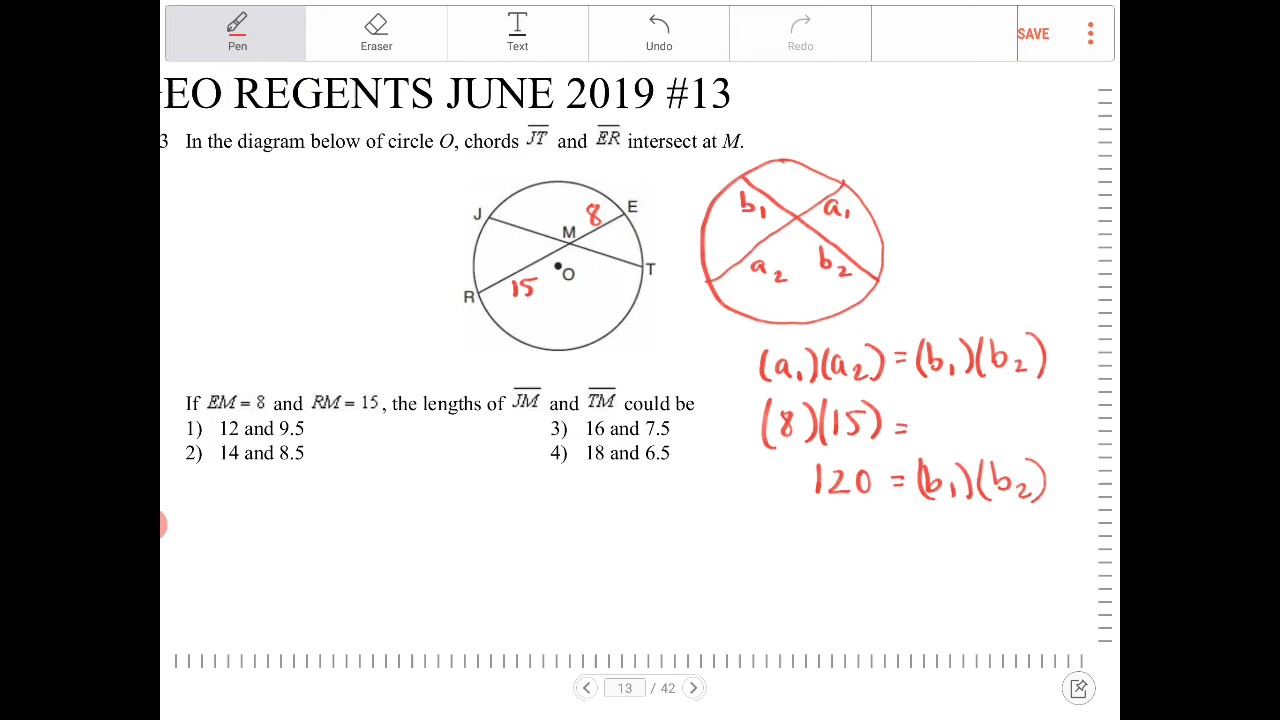 Pen Eraser Text Undo Redo SAVE
EO REGENTS JUNE 2019 #13
3 In the diagram below of circle O, chords JT and ER intersect at M.
J
E
8
M
T
O
15
R
b₁
a₁
a₂
b₂
(a₁)(a₂) = (b₁)(b₂)
If EM = 8 and RM = 15, he lengths of JM and TM could be
1) 12 and 9.5
3) 16 and 7.5
2) 14 and 8.5
4) 18 and 6.5
(8)(15) =
120 = (b₁)(b₂)
13 / 42